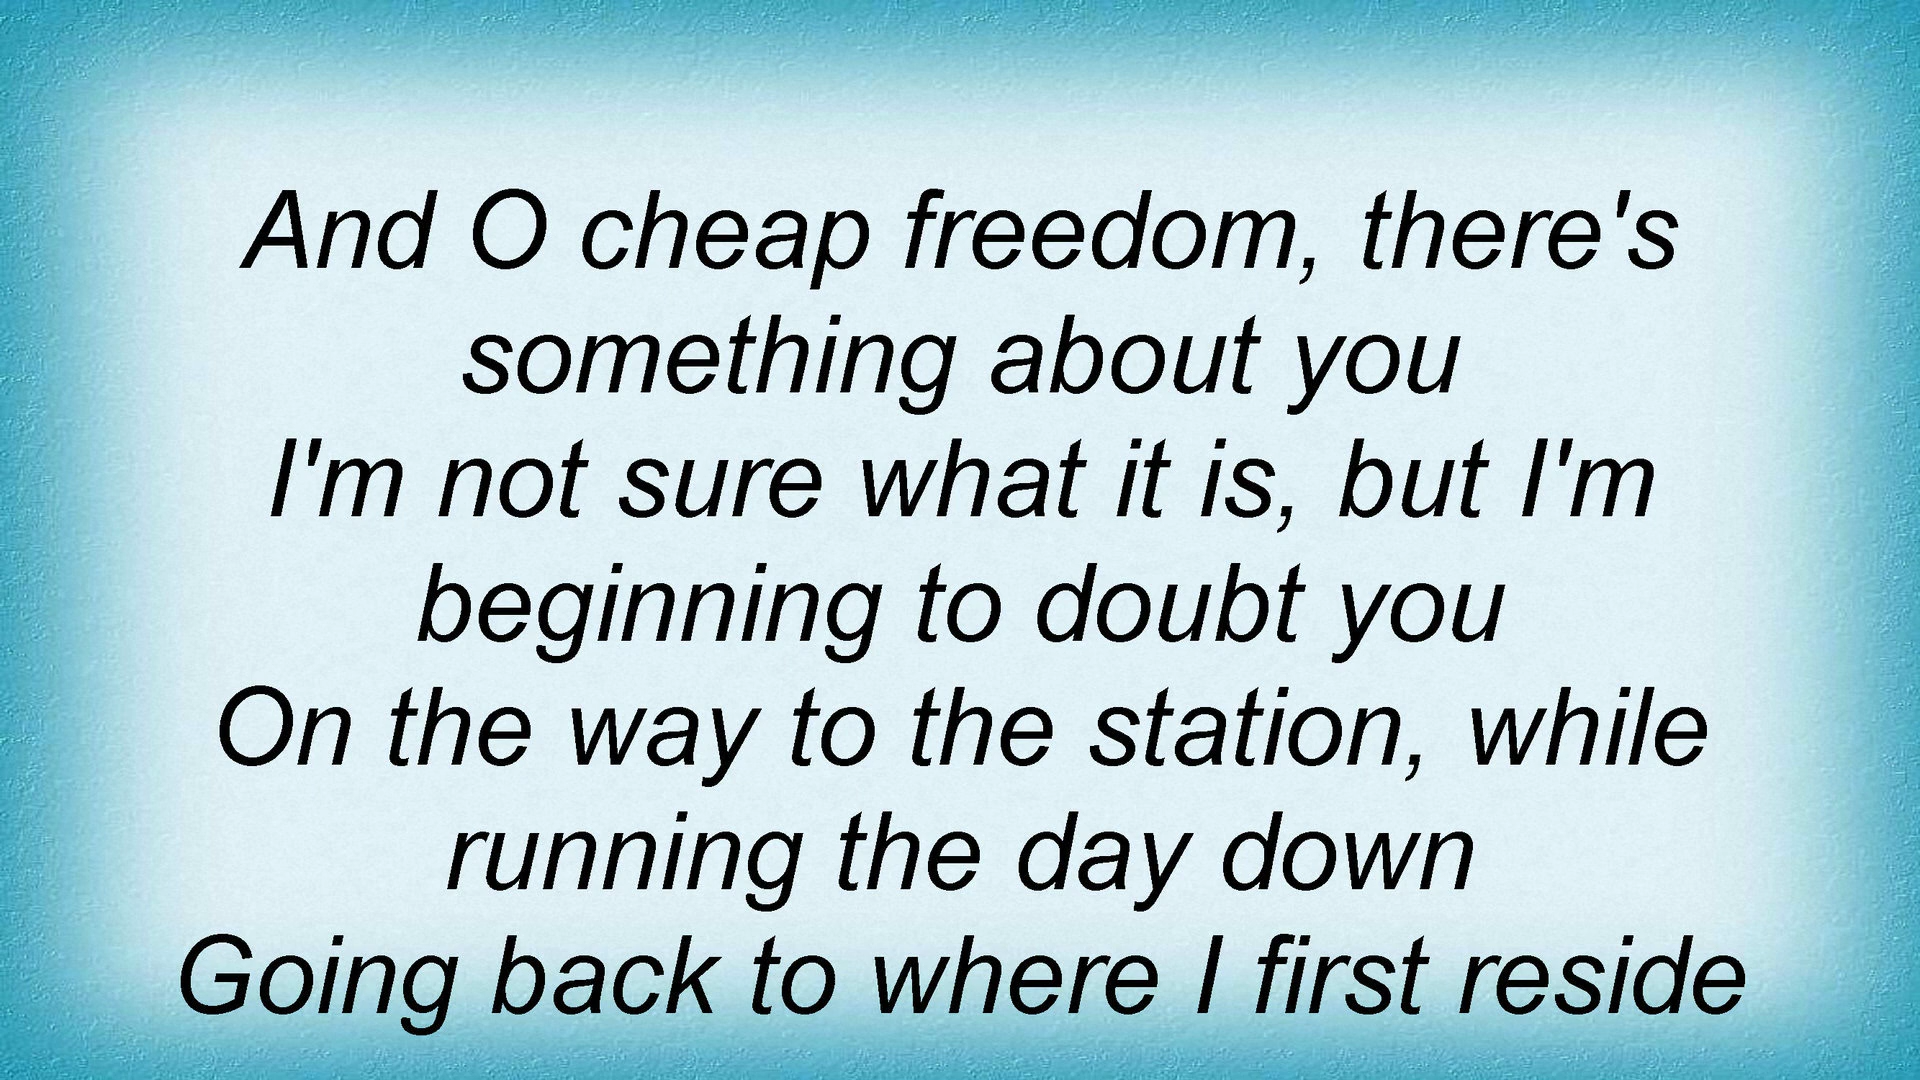 And O cheap freedom, there's
something about you
I'm not sure what it is, but I'm
beginning to doubt you
On the way to the station, while
running the day down
Going back to where I first reside